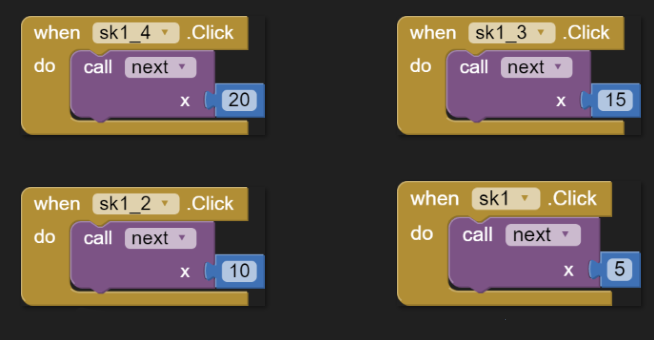 when sk1_4 .Click
do call next
x 20
when sk1_3 .Click
do call next
x 15
when sk1_2 .Click
do call next
x 10
when sk1 .Click
do call next
x 5